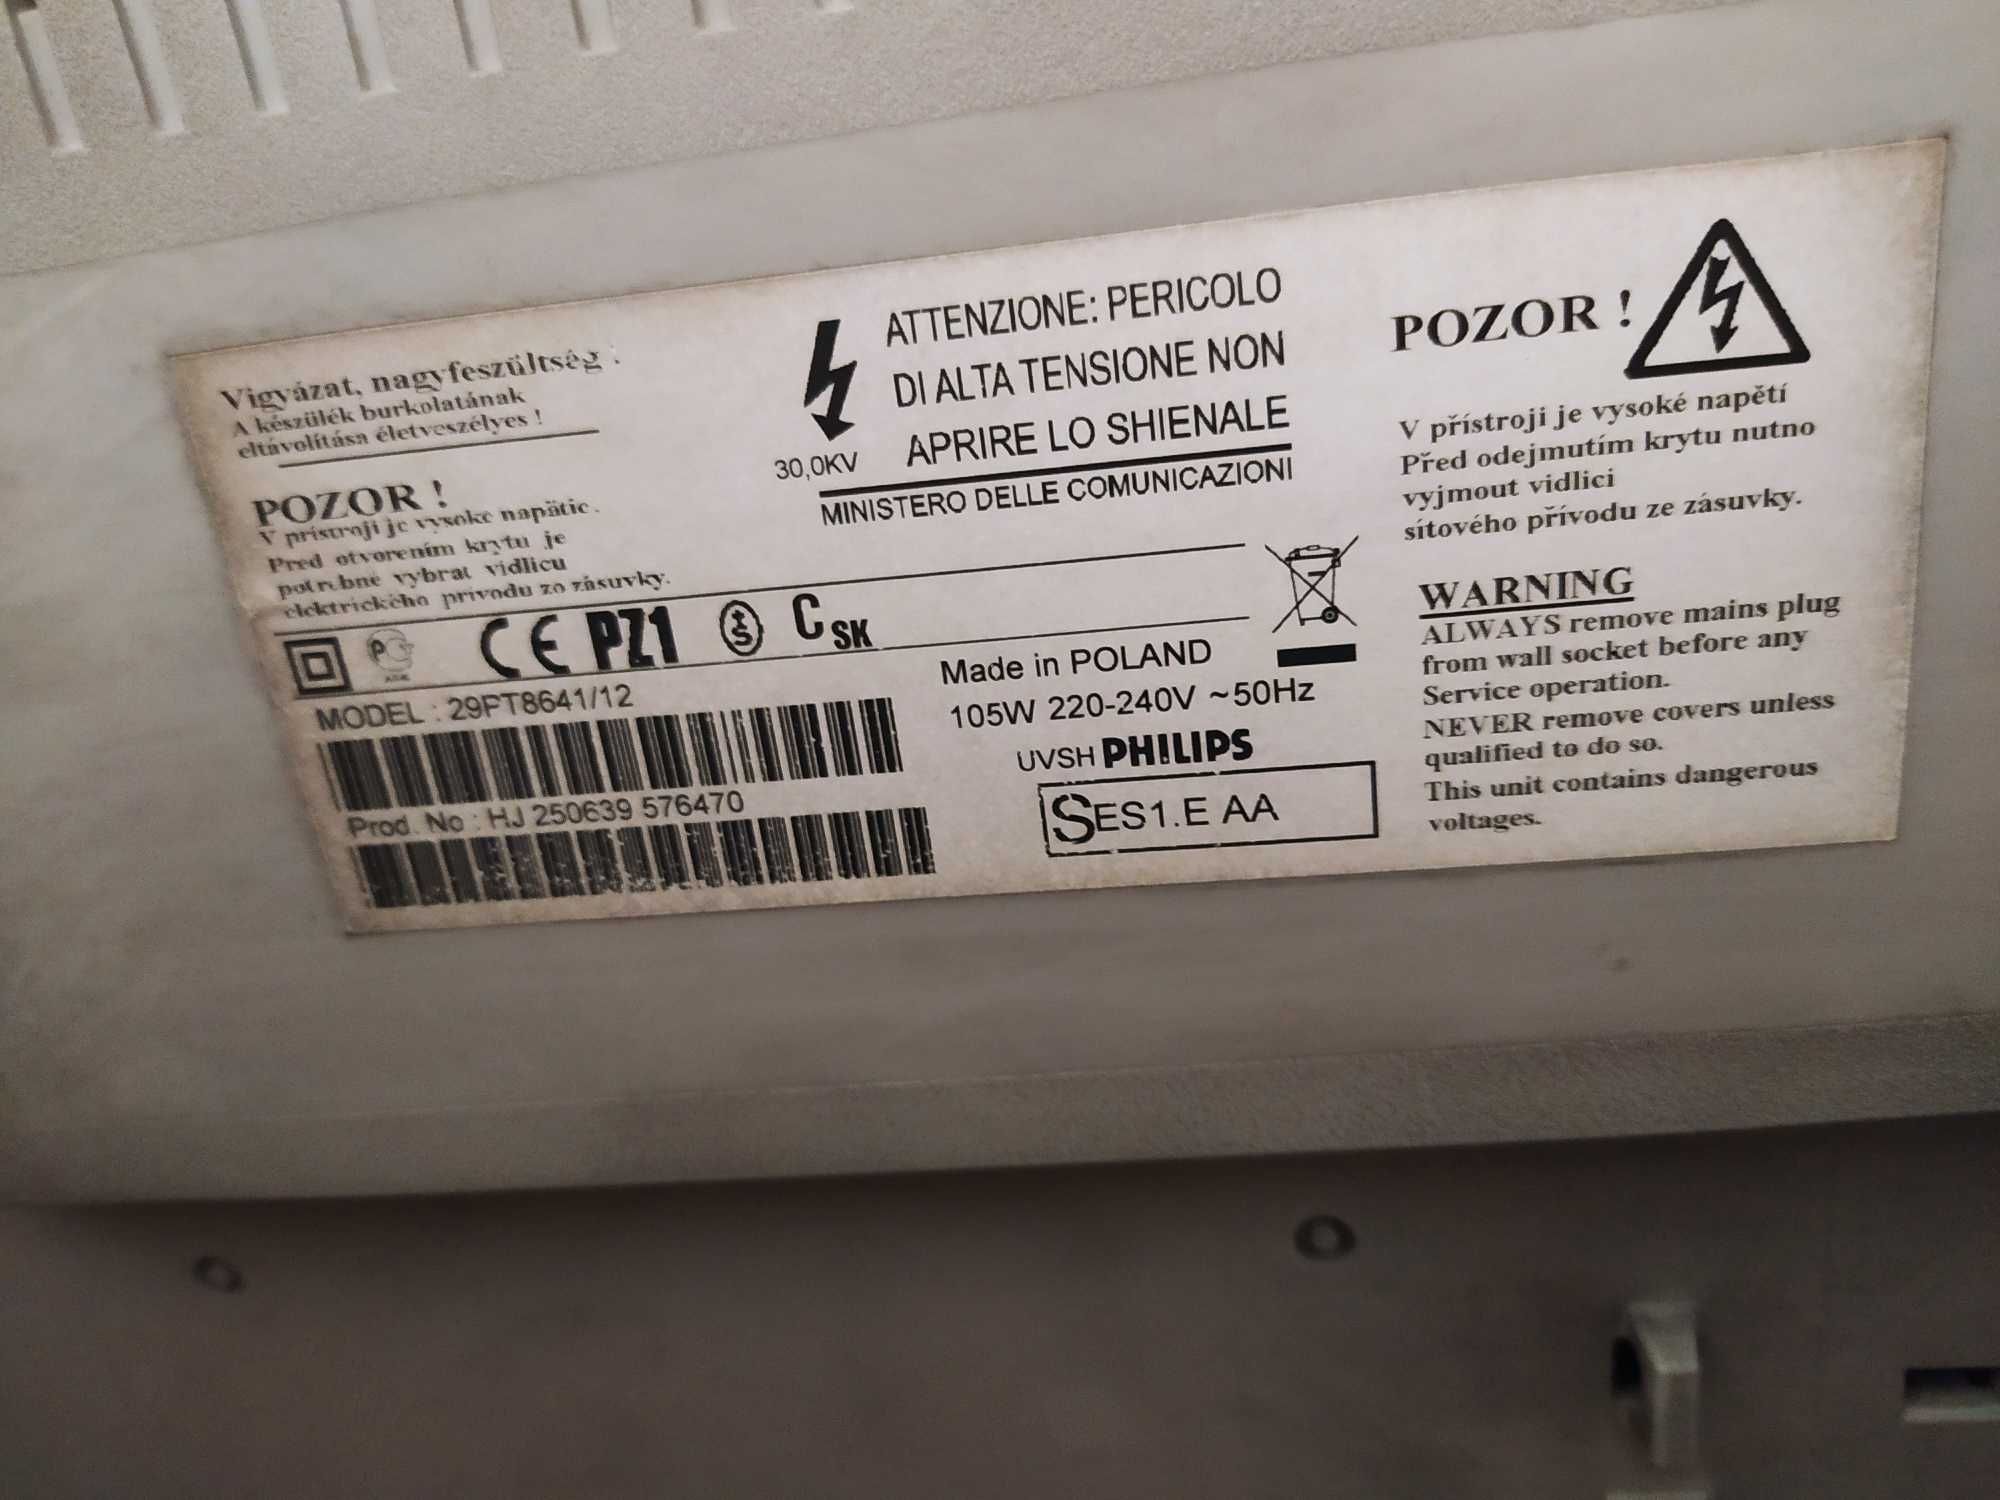 Vigyázat, nagyfeszültség !
A készülék burkolatának
eltávolítása életveszélyes !
POZOR !
V prístroji je vysoke napätie.
Pred otvorením krytu je
potrebné vybrat vidlicu
elektrického prívodu zo zásuvky.
30,0KV
ATTENZIONE: PERICOLO
DI ALTA TENSIONE NON
APRIRE LO SHIENALE
MINISTERO DELLE COMUNICAZIONI
POZOR !
V přístroji je vysoké napětí
Před odejmutím krytu nutno
vyjmout vidlici
síťového přívodu ze zásuvky.
WARNING
ALWAYS remove mains plug
from wall socket before any
Service operation.
NEVER remove covers unless
qualified to do so.
This unit contains dangerous
voltages.
CE PZ1 S C SK
MODEL : 29PT8641/12
Prod. No : HJ 250639 576470
Made in POLAND
105W 220-240V ~50Hz
UVSH PHILIPS
SES1.E AA